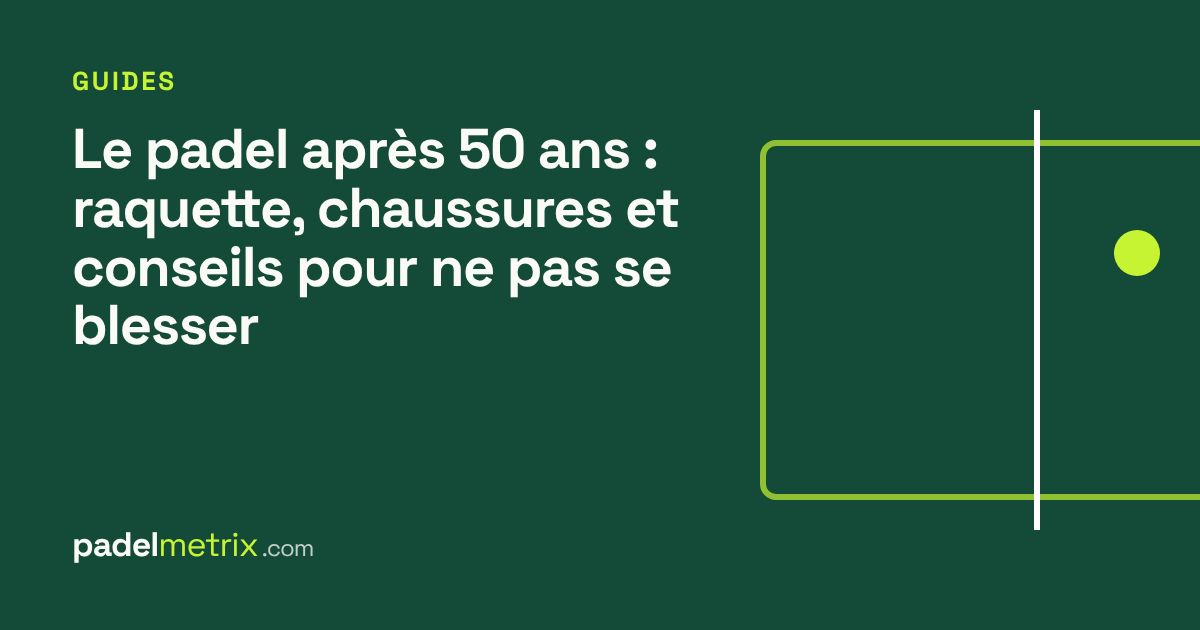 GUIDES
Le padel après 50 ans :
raquette, chaussures et
conseils pour ne pas se
blesser
padelmetrix.com